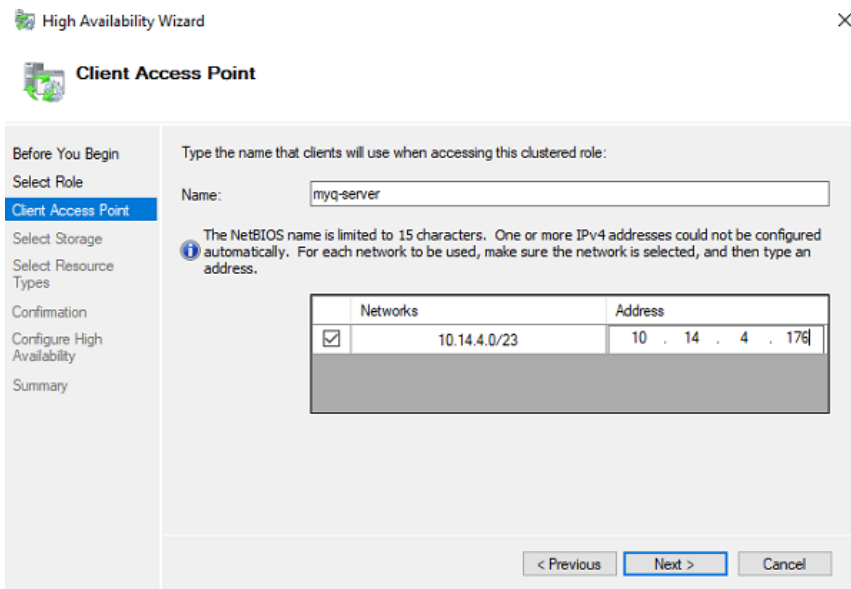 High Availability Wizard
Client Access Point
Before You Begin
Select Role
Client Access Point
Select Storage
Select Resource
Types
Confirmation
Configure High
Availability
Summary
Type the name that clients will use when accessing this clustered role:
Name: myq-server
The NetBIOS name is limited to 15 characters. One or more IPv4 addresses could not be configured
automatically. For each network to be used, make sure the network is selected, and then type an
address.
Networks Address
10.14.4.0/23 10 . 14 . 4 . 176
< Previous Next > Cancel